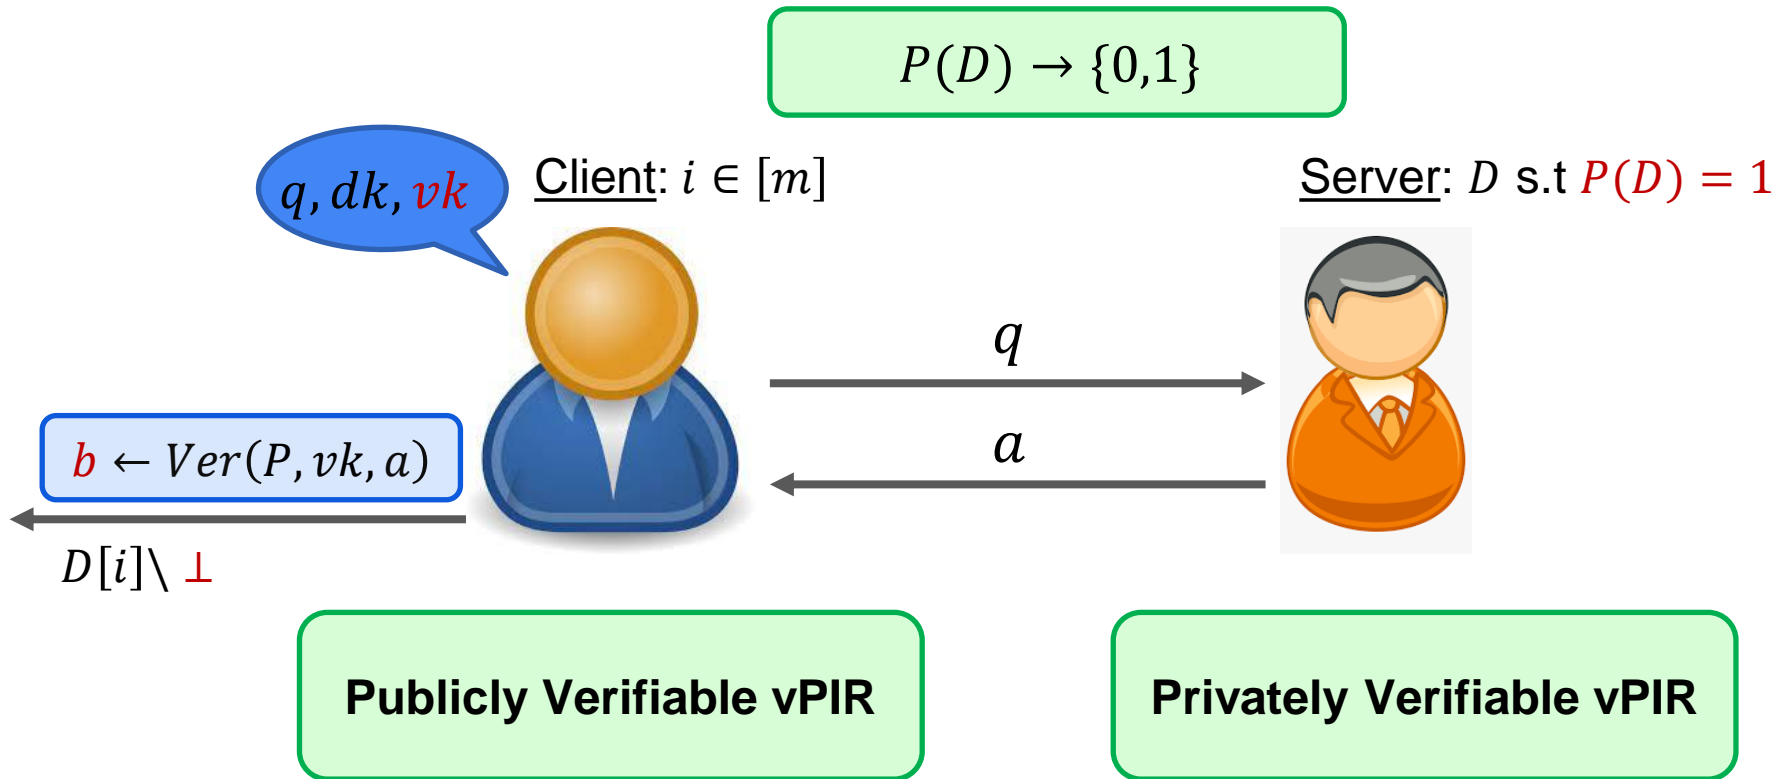 P(D) → {0,1}
q, dk, vk
Client: i ∈ [m]
Server: D s.t P(D) = 1
q
a
b ← Ver(P, vk, a)
D[i]\ ⊥
Publicly Verifiable vPIR
Privately Verifiable vPIR